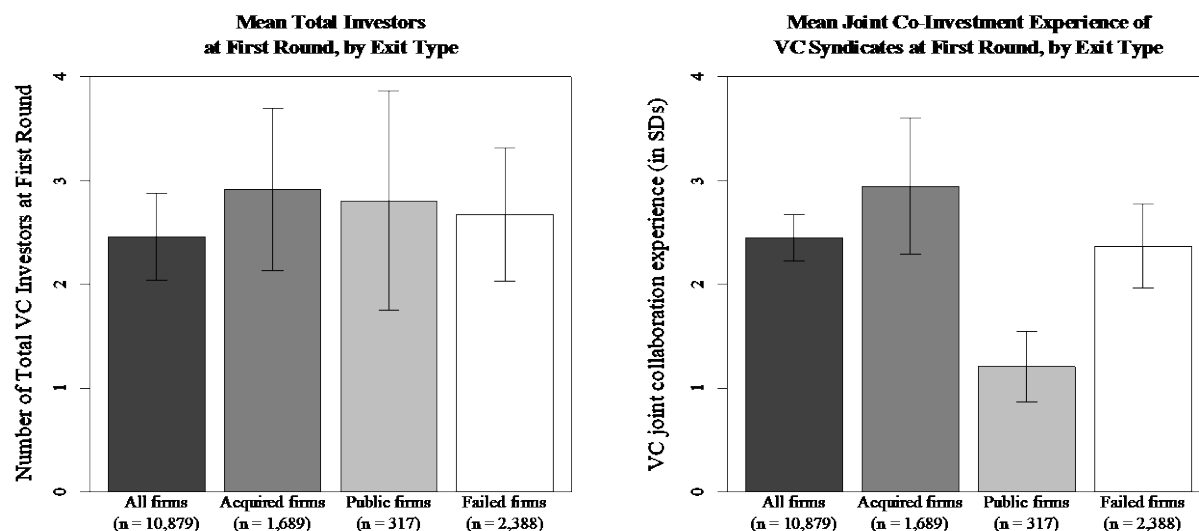 Mean Total Investors
at First Round, by Exit Type
Number of Total VC Investors at First Round
4
3
2
1
0
All firms
(n = 10,879)
Acquired firms
(n = 1,689)
Public firms
(n = 317)
Failed firms
(n = 2,388)
Mean Joint Co-Investment Experience of
VC Syndicates at First Round, by Exit Type
VC joint collaboration experience (in SDs)
4
3
2
1
0
All firms
(n = 10,879)
Acquired firms
(n = 1,689)
Public firms
(n = 317)
Failed firms
(n = 2,388)